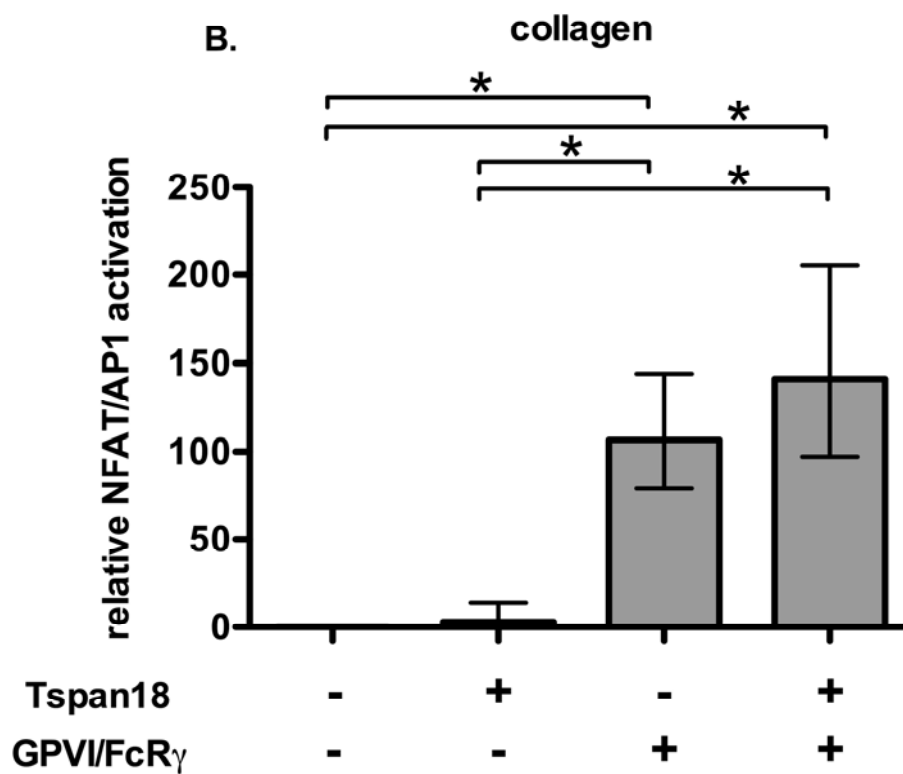 B. collagen
*
*
*
*
relative NFAT/AP1 activation
250
200
150
100
50
0
Tspan18 - + - +
GPVI/FcRγ - - + +